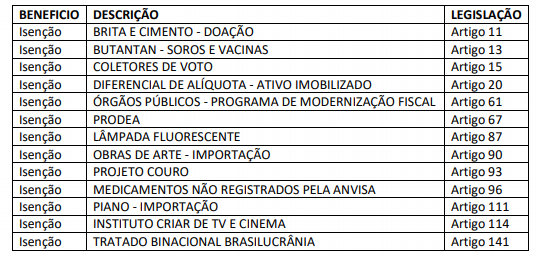 BENEFICIO DESCRIÇÃO LEGISLAÇÃO
Isenção BRITA E CIMENTO - DOAÇÃO Artigo 11
Isenção BUTANTAN - SOROS E VACINAS Artigo 13
Isenção COLETORES DE VOTO Artigo 15
Isenção DIFERENCIAL DE ALÍQUOTA - ATIVO IMOBILIZADO Artigo 20
Isenção ÓRGÃOS PÚBLICOS - PROGRAMA DE MODERNIZAÇÃO FISCAL Artigo 61
Isenção PRODEA Artigo 67
Isenção LÂMPADA FLUORESCENTE Artigo 87
Isenção OBRAS DE ARTE - IMPORTAÇÃO Artigo 90
Isenção PROJETO COURO Artigo 93
Isenção MEDICAMENTOS NÃO REGISTRADOS PELA ANVISA Artigo 96
Isenção PIANO - IMPORTAÇÃO Artigo 111
Isenção INSTITUTO CRIAR DE TV E CINEMA Artigo 114
Isenção TRATADO BINACIONAL BRASILUCRÂNIA Artigo 141